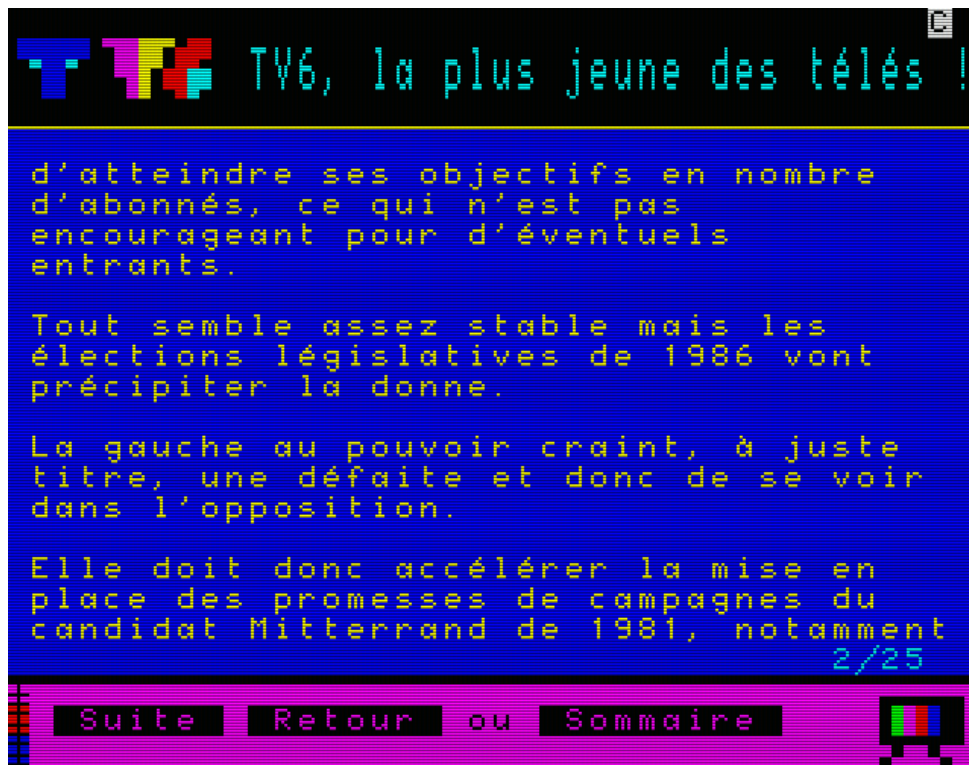 C
TV6, la plus jeune des télés !
d'atteindre ses objectifs en nombre
d'abonnés, ce qui n'est pas
encourageant pour d'éventuels
entrants.
Tout semble assez stable mais les
élections législatives de 1986 vont
précipiter la donne.
La gauche au pouvoir craint, à juste
titre, une défaite et donc de se voir
dans l'opposition.
Elle doit donc accélérer la mise en
place des promesses de campagnes du
candidat Mitterrand de 1981, notamment
2/25
Suite Retour ou Sommaire